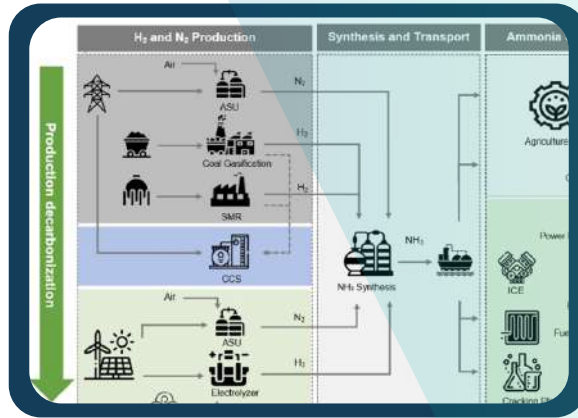 H₂ and N₂ Production
Synthesis and Transport
Ammonia
Production decarbonization
Air
ASU
N₂
Coal Gasification
H₂
SMR
H₂
CCS
NH₃ Synthesis
NH₃
Air
ASU
N₂
Electrolyzer
H₂
Agriculture
Power
ICE
Fue
Cracking